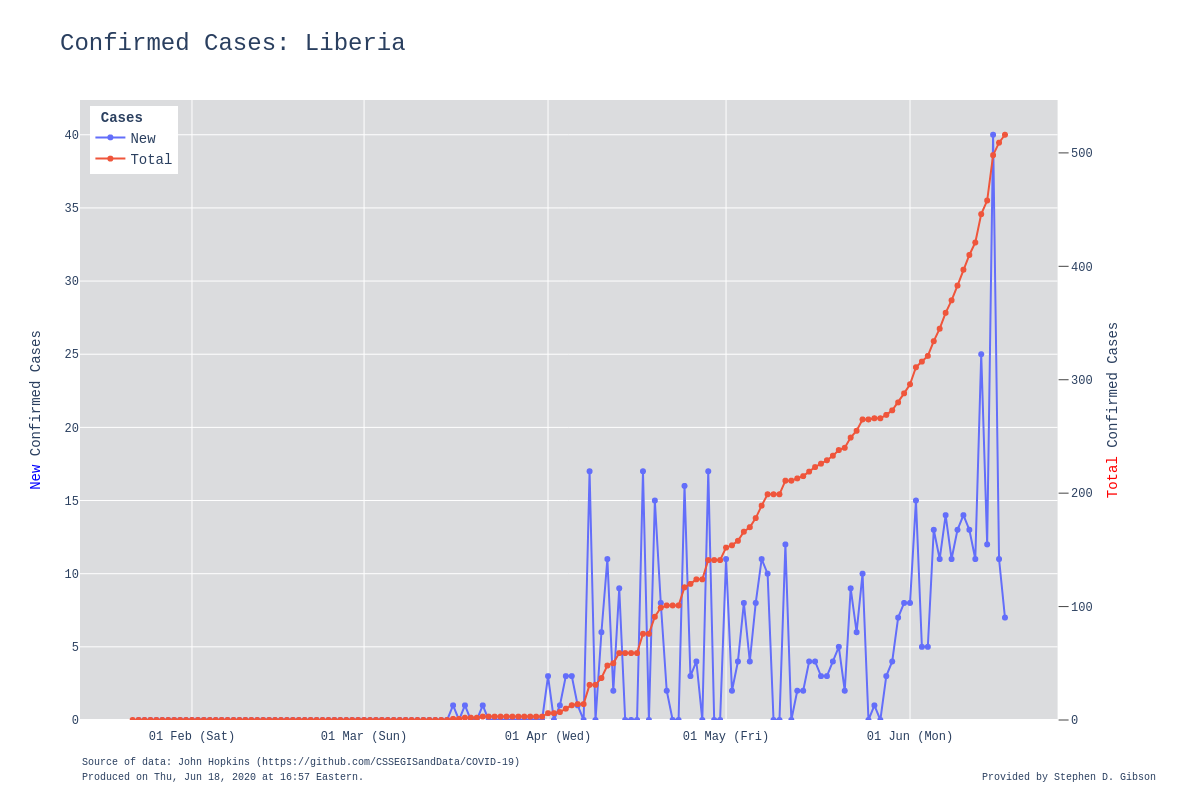 Confirmed Cases: Liberia
Cases
New
Total
40
35
30
25
20
15
10
5
0
500
400
300
200
100
0
New Confirmed Cases
Total Confirmed Cases
01 Feb (Sat)
01 Mar (Sun)
01 Apr (Wed)
01 May (Fri)
01 Jun (Mon)
Source of data: John Hopkins (https://github.com/CSSEGISandData/COVID-19)
Produced on Thu, Jun 18, 2020 at 16:57 Eastern.
Provided by Stephen D. Gibson